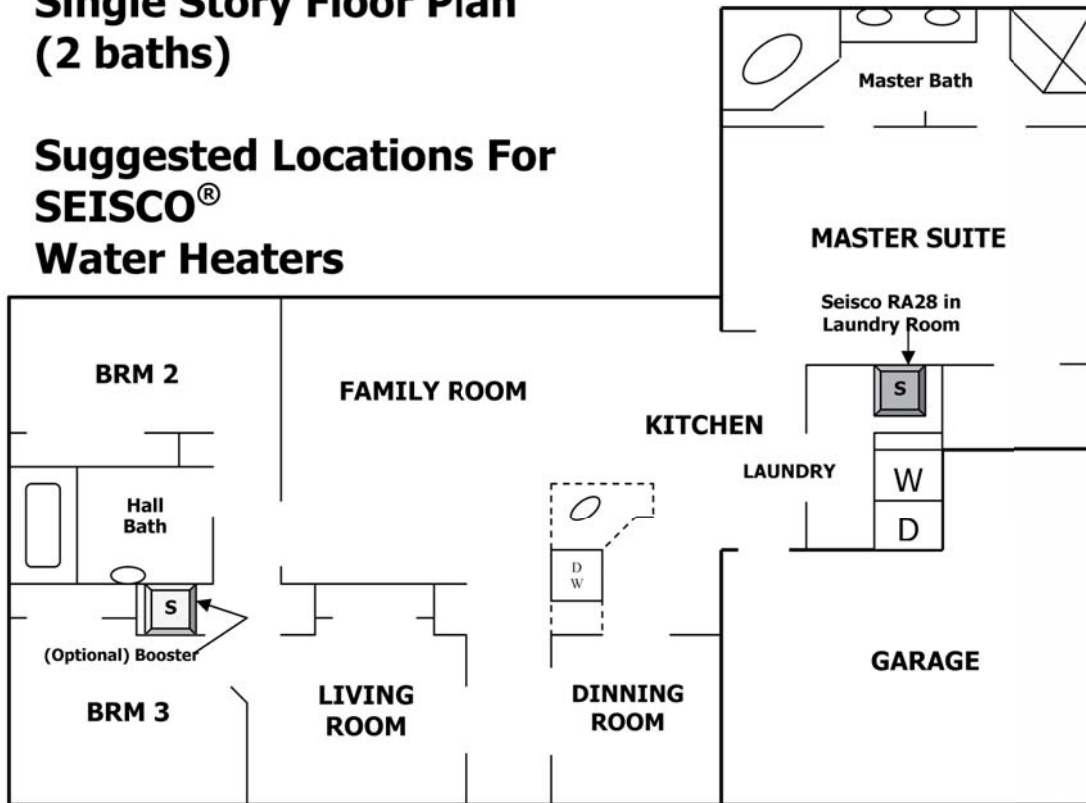 Single Story Floor Plan
(2 baths)
Suggested Locations For
SEISCO®
Water Heaters
Master Bath
MASTER SUITE
Seisco RA28 in
Laundry Room
S
BRM 2
FAMILY ROOM
KITCHEN
LAUNDRY
W
D
Hall
Bath
D
W
S
(Optional) Booster
BRM 3
LIVING
ROOM
DINNING
ROOM
GARAGE